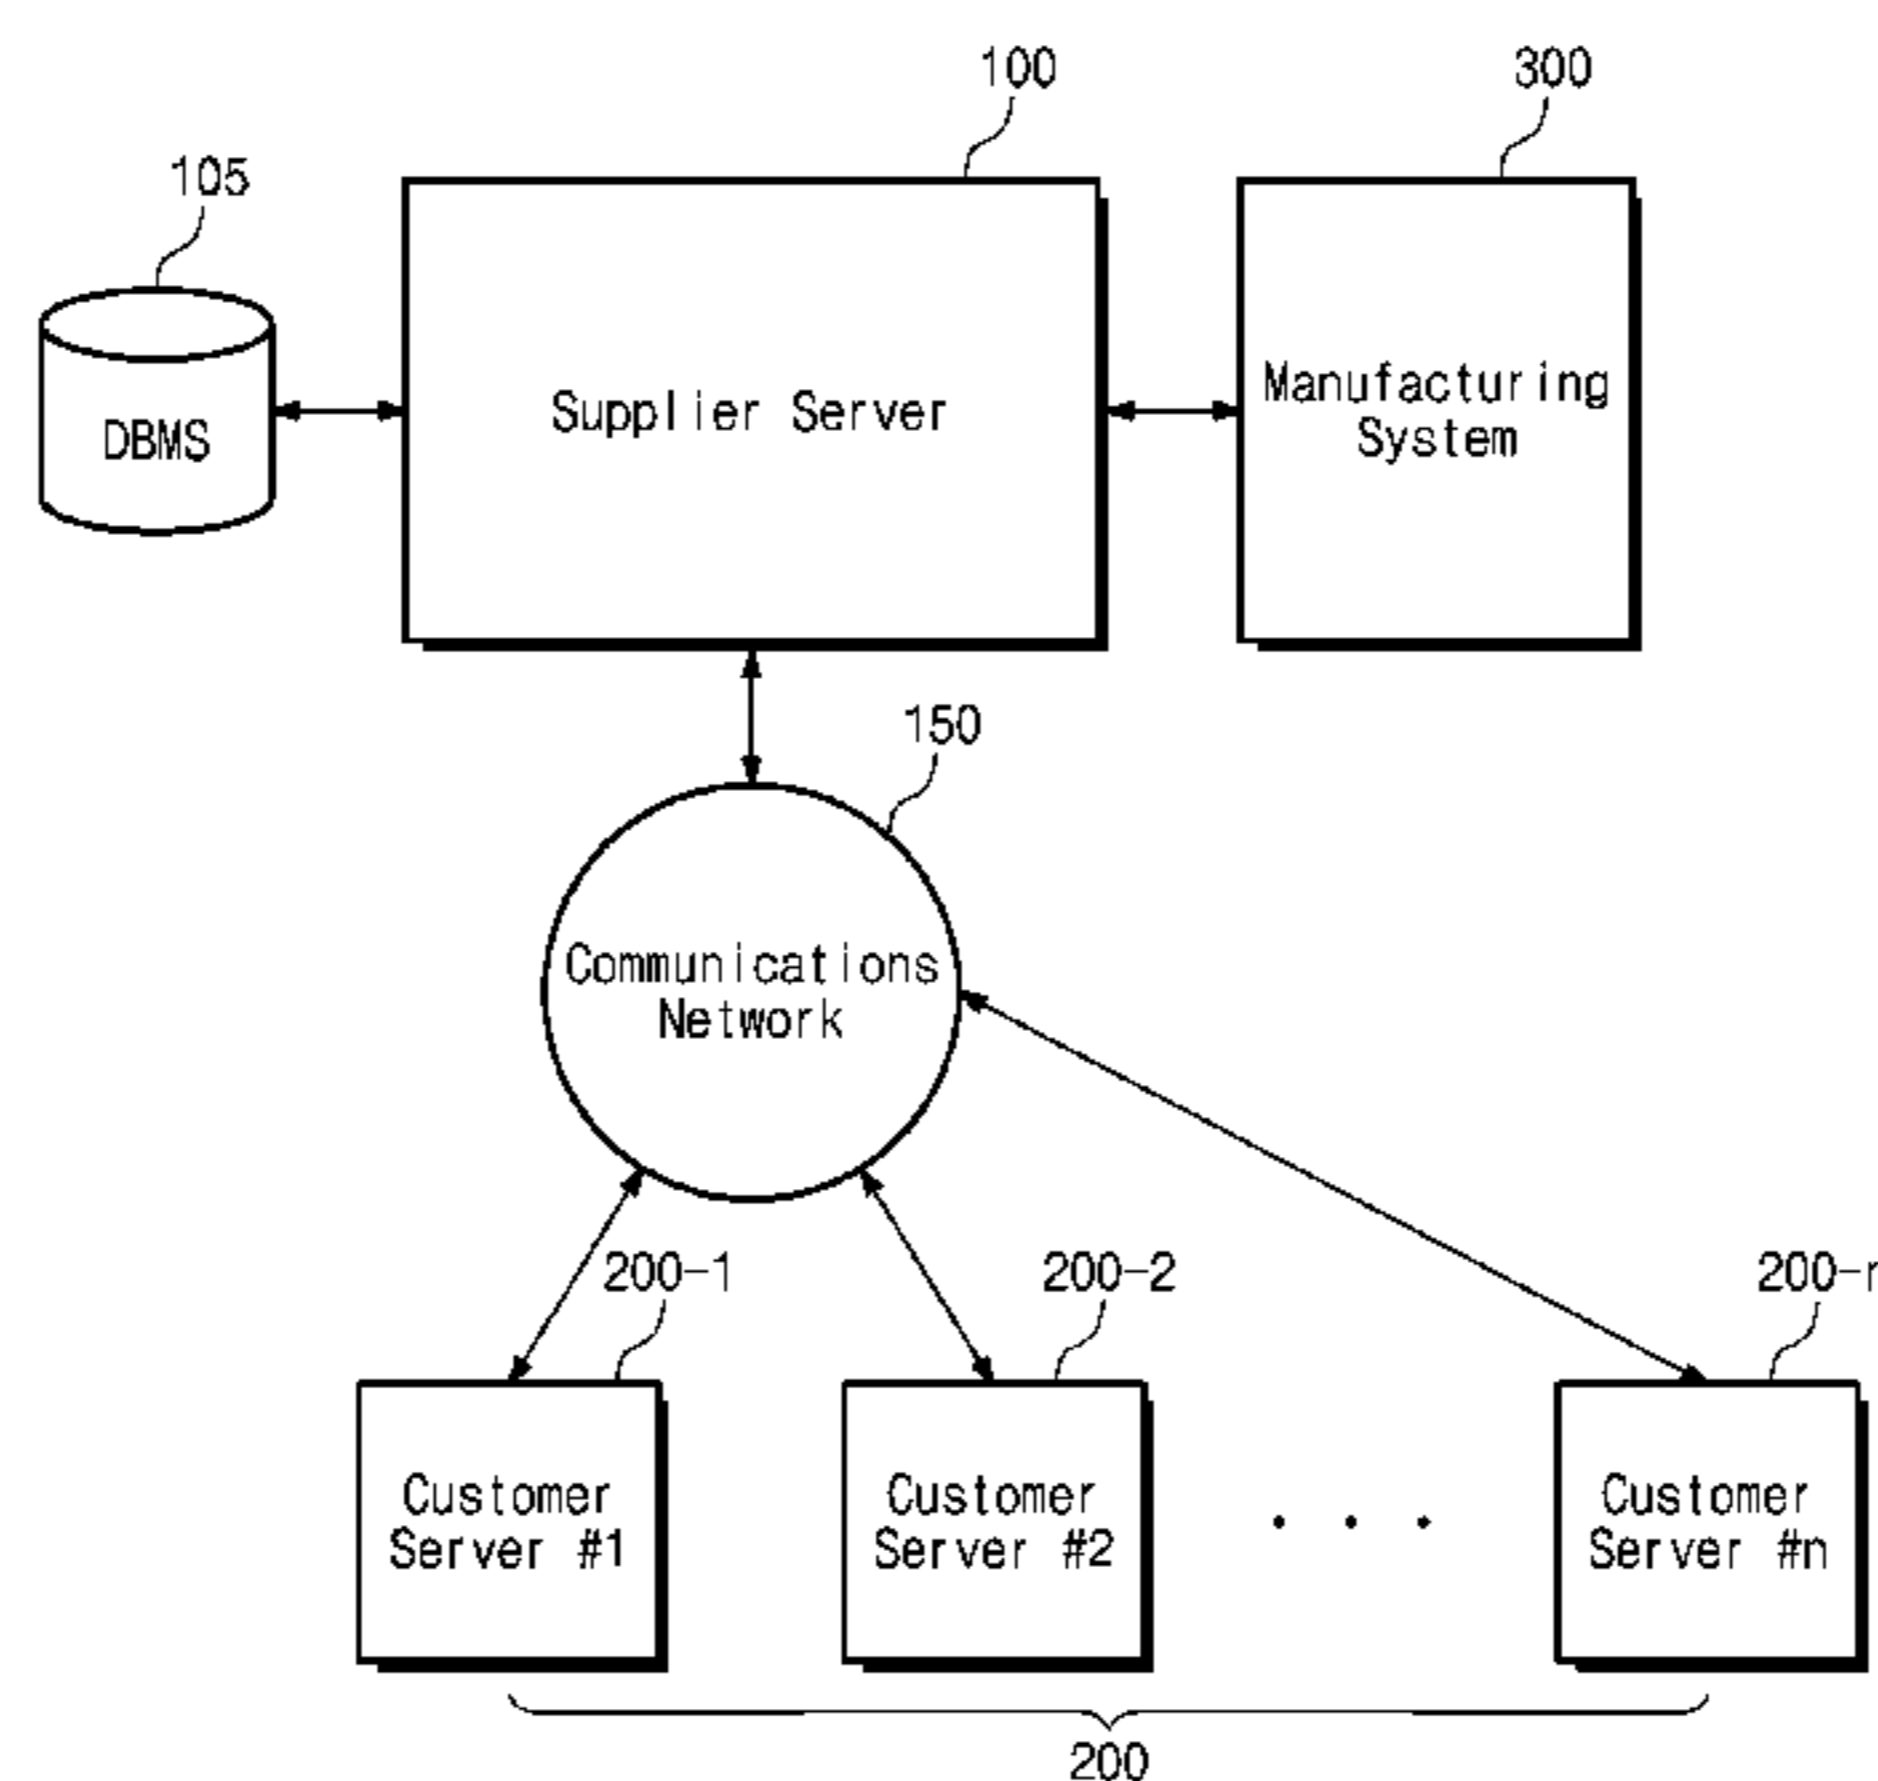 100
300
105
Supplier Server
Manufacturing
System
DBMS
150
Communications
Network
200-1
200-2
Customer
Server #1
Customer
Server #2
. . .
Customer
Server #n
200